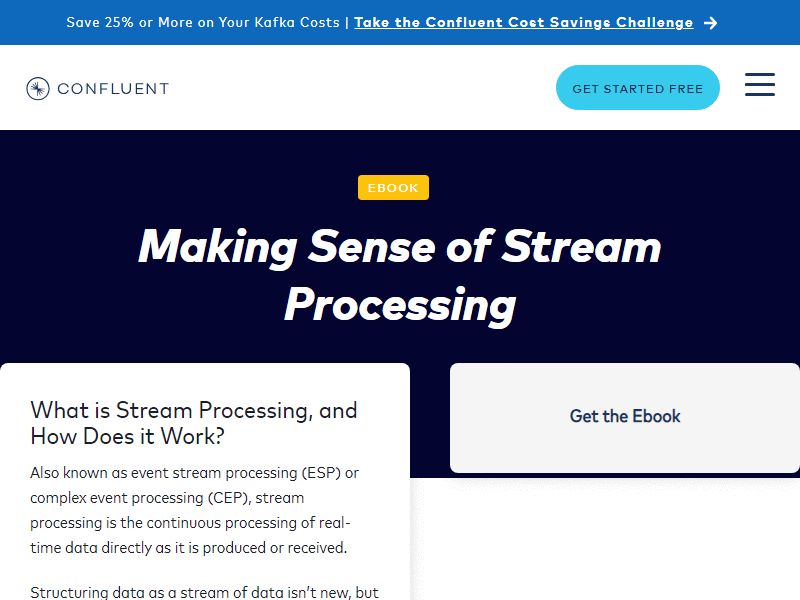 Save 25% or More on Your Kafka Costs | Take the Confluent Cost Savings Challenge
CONFLUENT
GET STARTED FREE
EBOOK
Making Sense of Stream
Processing
What is Stream Processing, and
How Does it Work?
Also known as event stream processing (ESP) or
complex event processing (CEP), stream
processing is the continuous processing of real-
time data directly as it is produced or received.
Structuring data as a stream of data isn't new, but
Get the Ebook